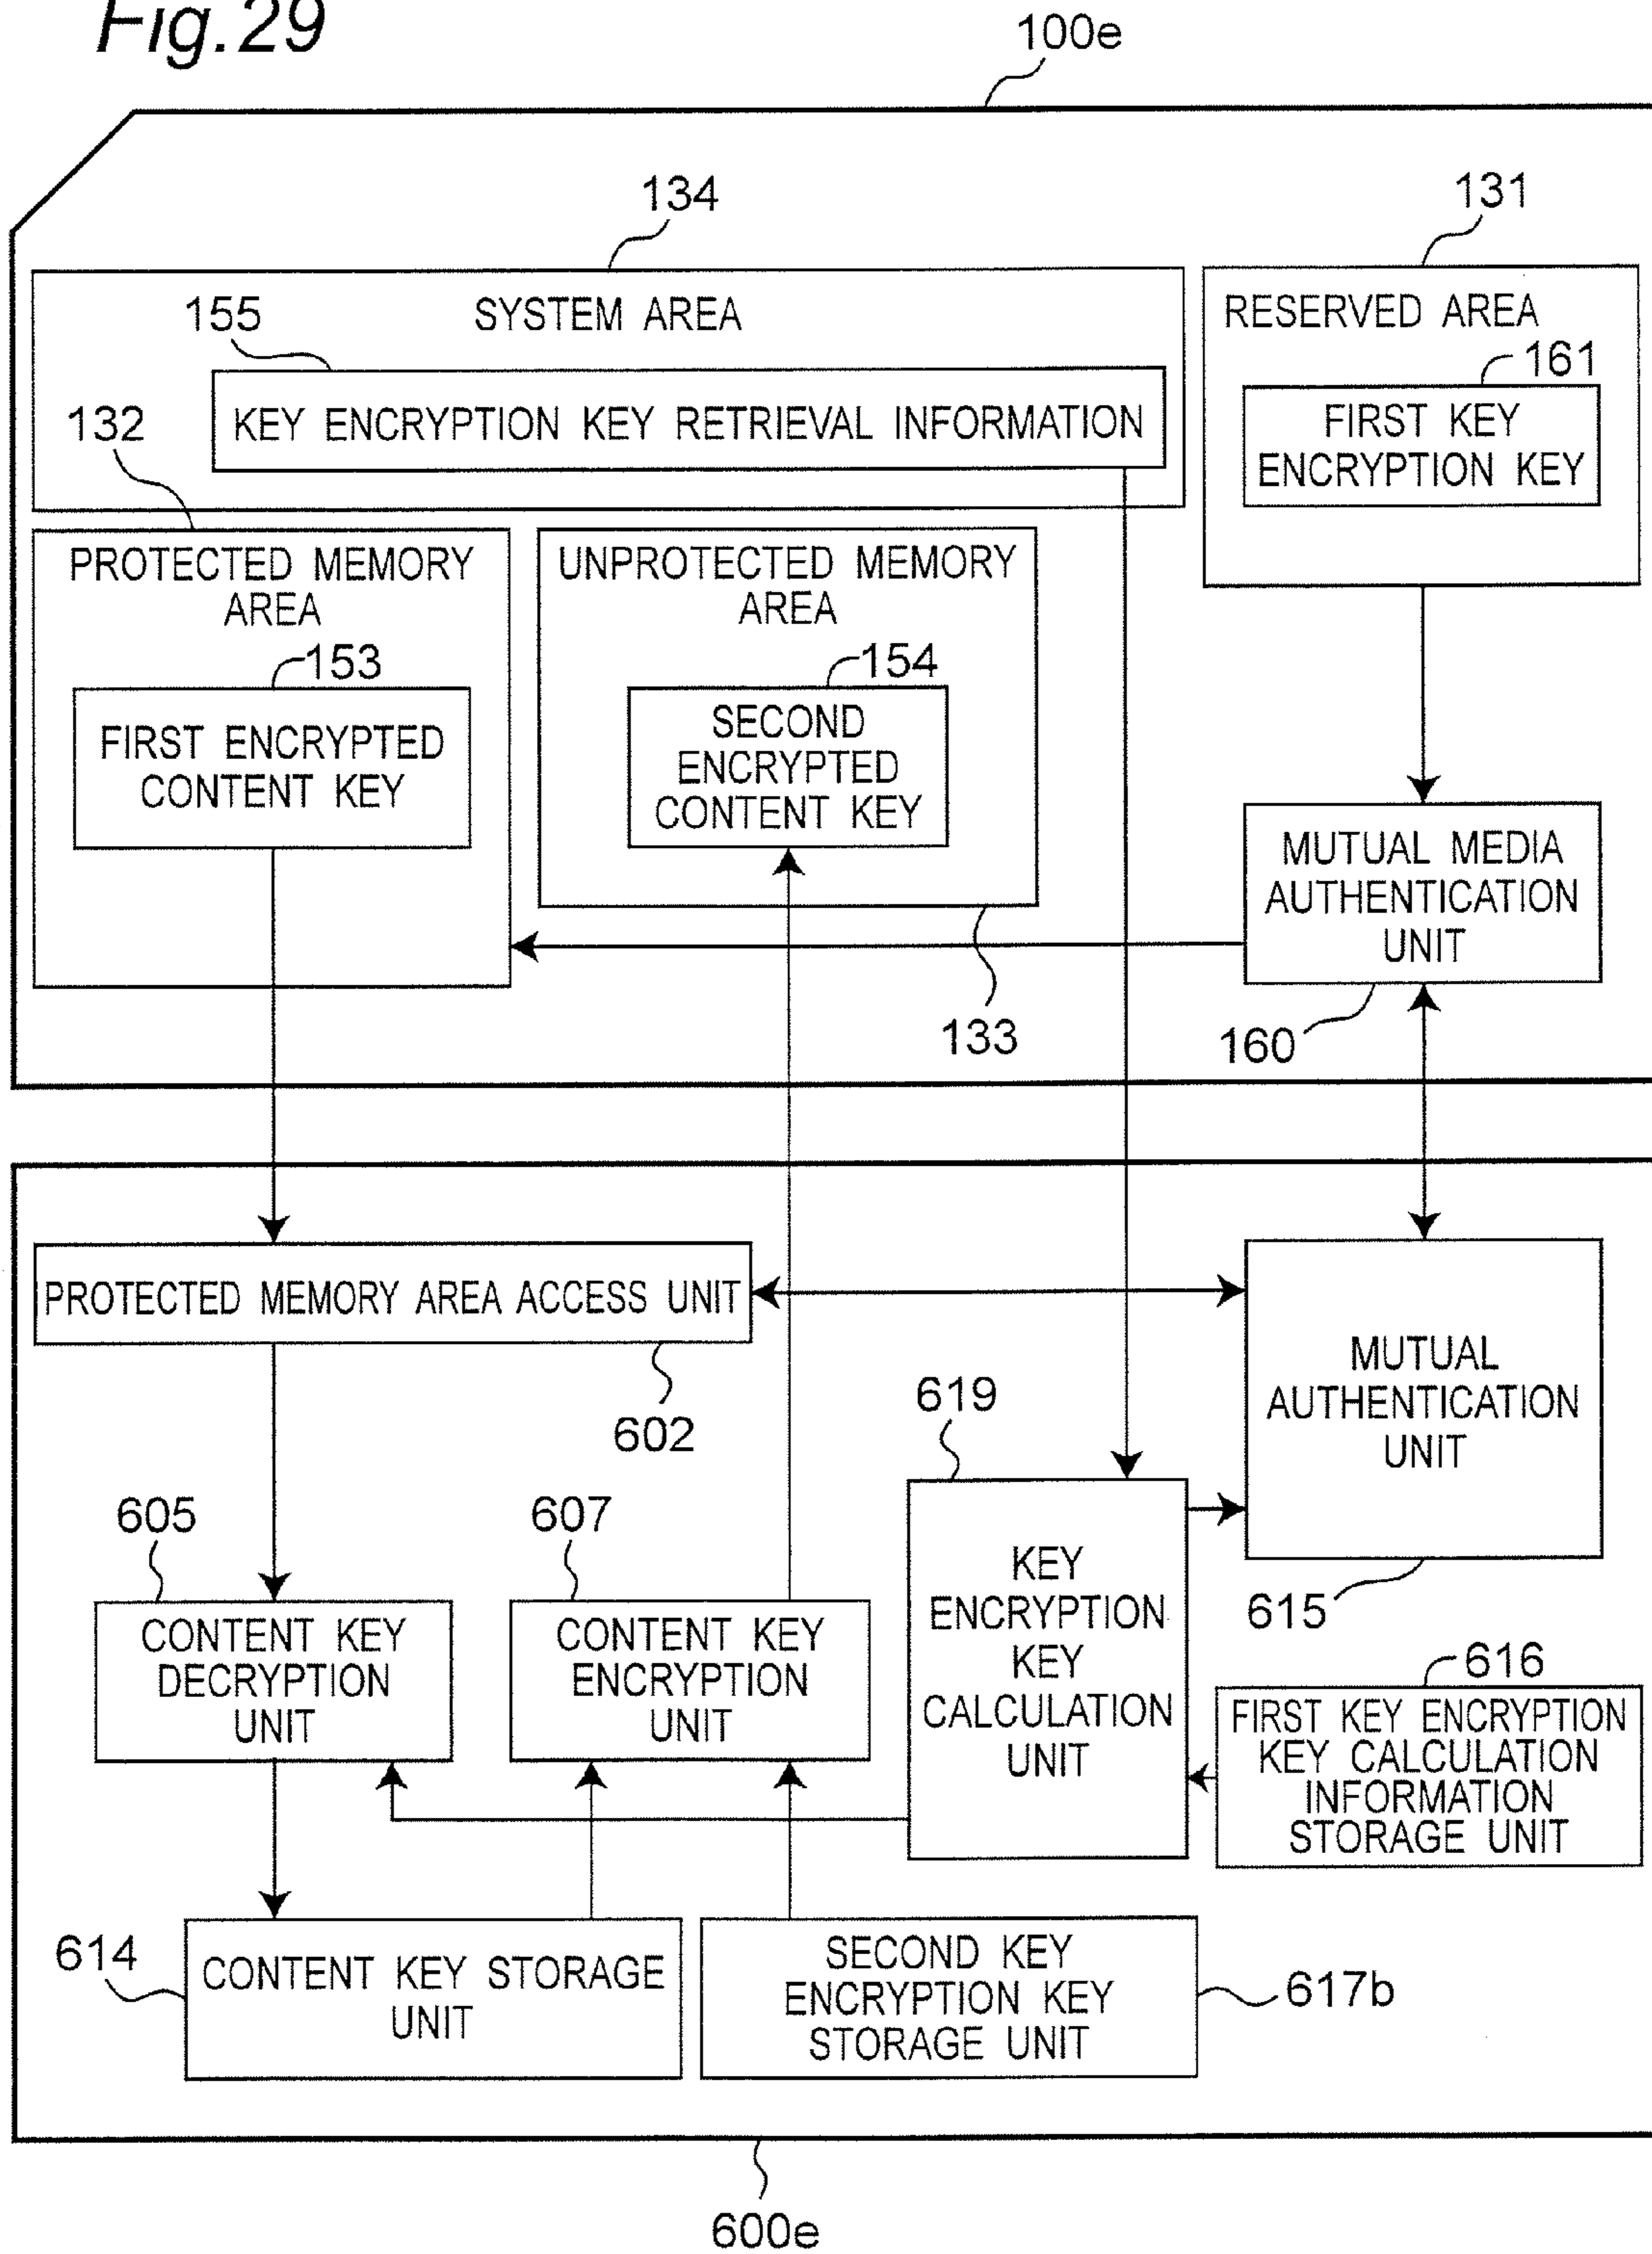 Fig.29
100e
134
131
SYSTEM AREA
155
KEY ENCRYPTION KEY RETRIEVAL INFORMATION
RESERVED AREA
161
FIRST KEY
ENCRYPTION KEY
132
PROTECTED MEMORY
AREA
153
FIRST ENCRYPTED
CONTENT KEY
UNPROTECTED MEMORY
AREA
154
SECOND
ENCRYPTED
CONTENT KEY
133
MUTUAL MEDIA
AUTHENTICATION
UNIT
160
PROTECTED MEMORY AREA ACCESS UNIT
602
MUTUAL
AUTHENTICATION
UNIT
615
619
KEY
ENCRYPTION
KEY
CALCULATION
UNIT
605
CONTENT KEY
DECRYPTION
UNIT
607
CONTENT KEY
ENCRYPTION
UNIT
616
FIRST KEY ENCRYPTION
KEY CALCULATION
INFORMATION
STORAGE UNIT
614
CONTENT KEY STORAGE
UNIT
SECOND KEY
ENCRYPTION KEY
STORAGE UNIT
617b
600e